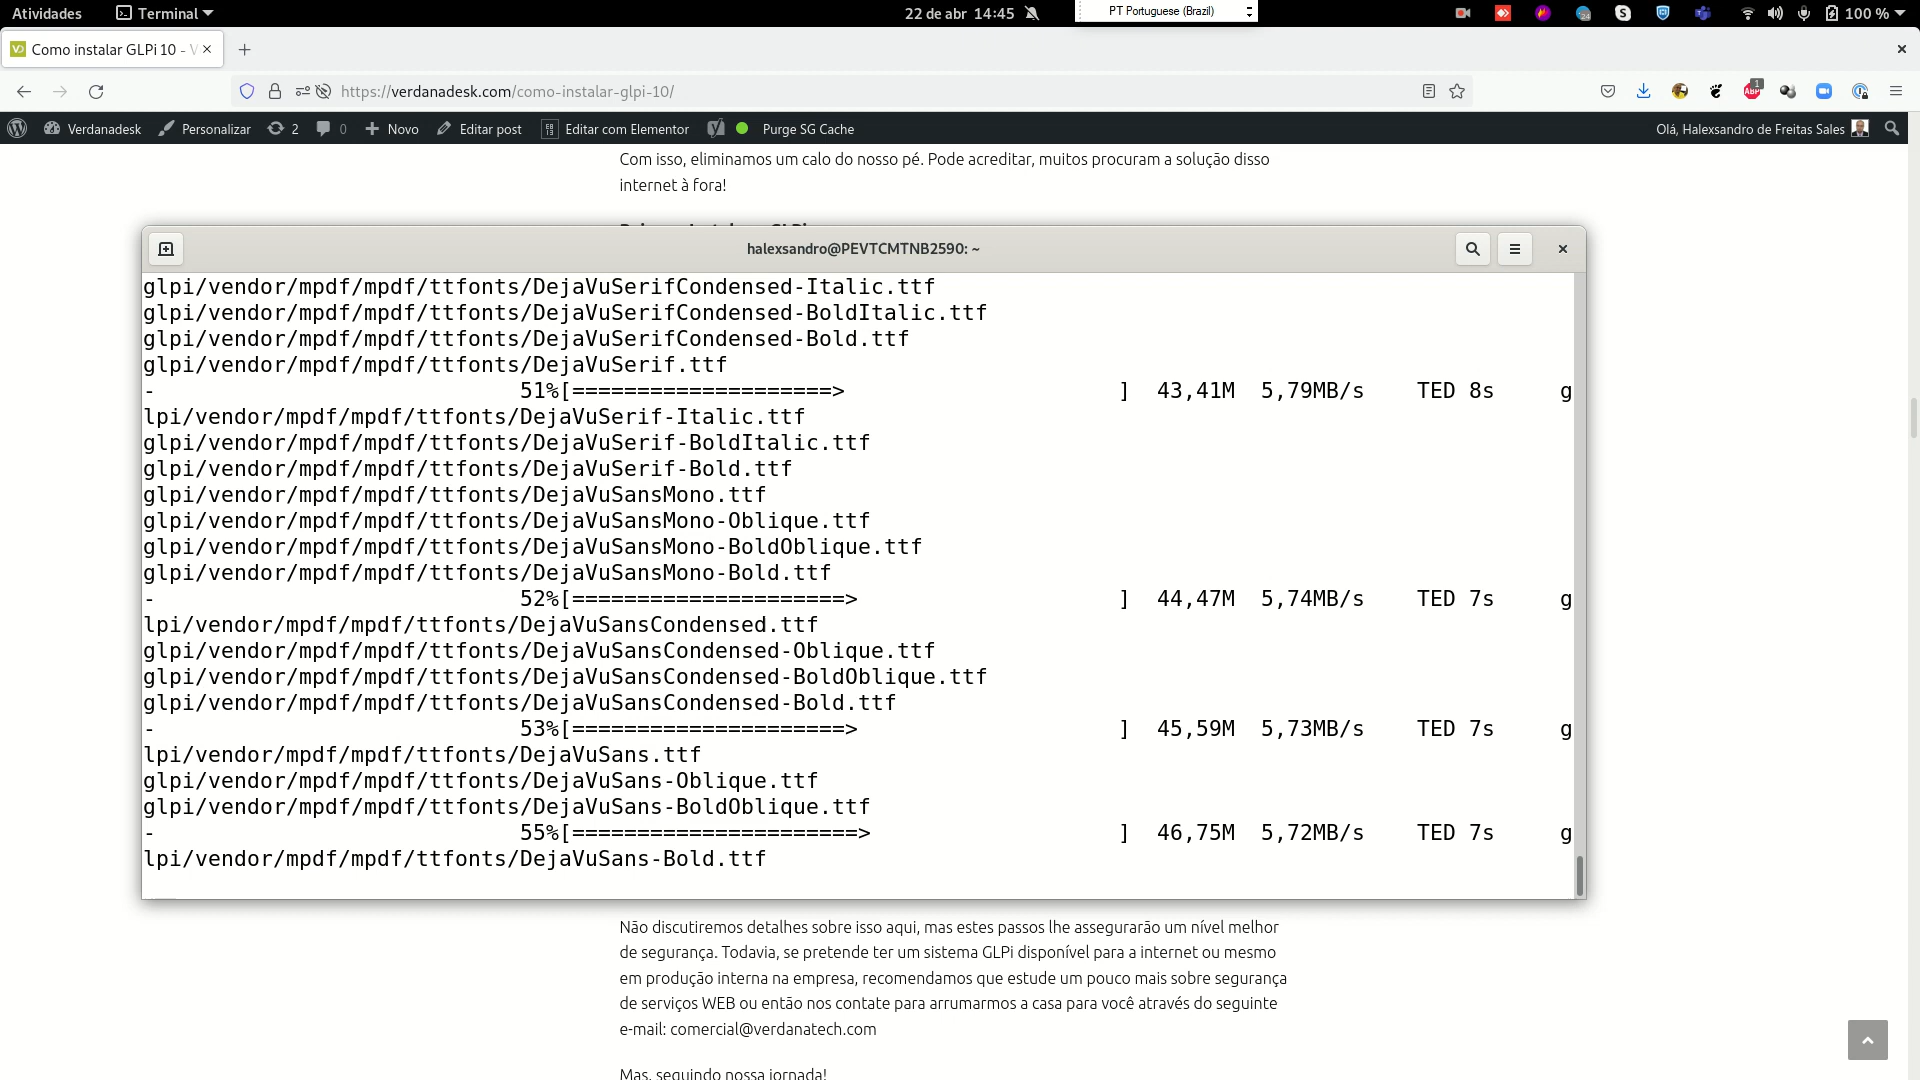 Atividades
Terminal
22 de abr 14:45
PT Portuguese (Brazil)
100 %
Como instalar GLPi 10 - V
https://verdanadesk.com/como-instalar-glpi-10/
1
Verdanadesk
Personalizar
2
0
Novo
Editar post
Editar com Elementor
Purge SG Cache
Olá, Halexsandro de Freitas Sales
Com isso, eliminamos um calo do nosso pé. Pode acreditar, muitos procuram a solução disso
internet à fora!
halexsandro@PEVTCMTNB2590: ~
glpi/vendor/mpdf/mpdf/ttfonts/DejaVuSerifCondensed-Italic.ttf
glpi/vendor/mpdf/mpdf/ttfonts/DejaVuSerifCondensed-BoldItalic.ttf
glpi/vendor/mpdf/mpdf/ttfonts/DejaVuSerifCondensed-Bold.ttf
glpi/vendor/mpdf/mpdf/ttfonts/DejaVuSerif.ttf
- 51%[====================> ] 43,41M 5,79MB/s TED 8s g
lpi/vendor/mpdf/mpdf/ttfonts/DejaVuSerif-Italic.ttf
glpi/vendor/mpdf/mpdf/ttfonts/DejaVuSerif-BoldItalic.ttf
glpi/vendor/mpdf/mpdf/ttfonts/DejaVuSerif-Bold.ttf
glpi/vendor/mpdf/mpdf/ttfonts/DejaVuSansMono.ttf
glpi/vendor/mpdf/mpdf/ttfonts/DejaVuSansMono-Oblique.ttf
glpi/vendor/mpdf/mpdf/ttfonts/DejaVuSansMono-BoldOblique.ttf
glpi/vendor/mpdf/mpdf/ttfonts/DejaVuSansMono-Bold.ttf
- 52%[=====================> ] 44,47M 5,74MB/s TED 7s g
lpi/vendor/mpdf/mpdf/ttfonts/DejaVuSansCondensed.ttf
glpi/vendor/mpdf/mpdf/ttfonts/DejaVuSansCondensed-Oblique.ttf
glpi/vendor/mpdf/mpdf/ttfonts/DejaVuSansCondensed-BoldOblique.ttf
glpi/vendor/mpdf/mpdf/ttfonts/DejaVuSansCondensed-Bold.ttf
- 53%[=====================> ] 45,59M 5,73MB/s TED 7s g
lpi/vendor/mpdf/mpdf/ttfonts/DejaVuSans.ttf
glpi/vendor/mpdf/mpdf/ttfonts/DejaVuSans-Oblique.ttf
glpi/vendor/mpdf/mpdf/ttfonts/DejaVuSans-BoldOblique.ttf
- 55%[======================> ] 46,75M 5,72MB/s TED 7s g
lpi/vendor/mpdf/mpdf/ttfonts/DejaVuSans-Bold.ttf
Não discutiremos detalhes sobre isso aqui, mas estes passos lhe assegurarão um nível melhor
de segurança. Todavia, se pretende ter um sistema GLPi disponível para a internet ou mesmo
em produção interna na empresa, recomendamos que estude um pouco mais sobre segurança
de serviços WEB ou então nos contate para arrumarmos a casa para você através do seguinte
e-mail: comercial@verdanatech.com
Mas, seguindo nossa jornada!